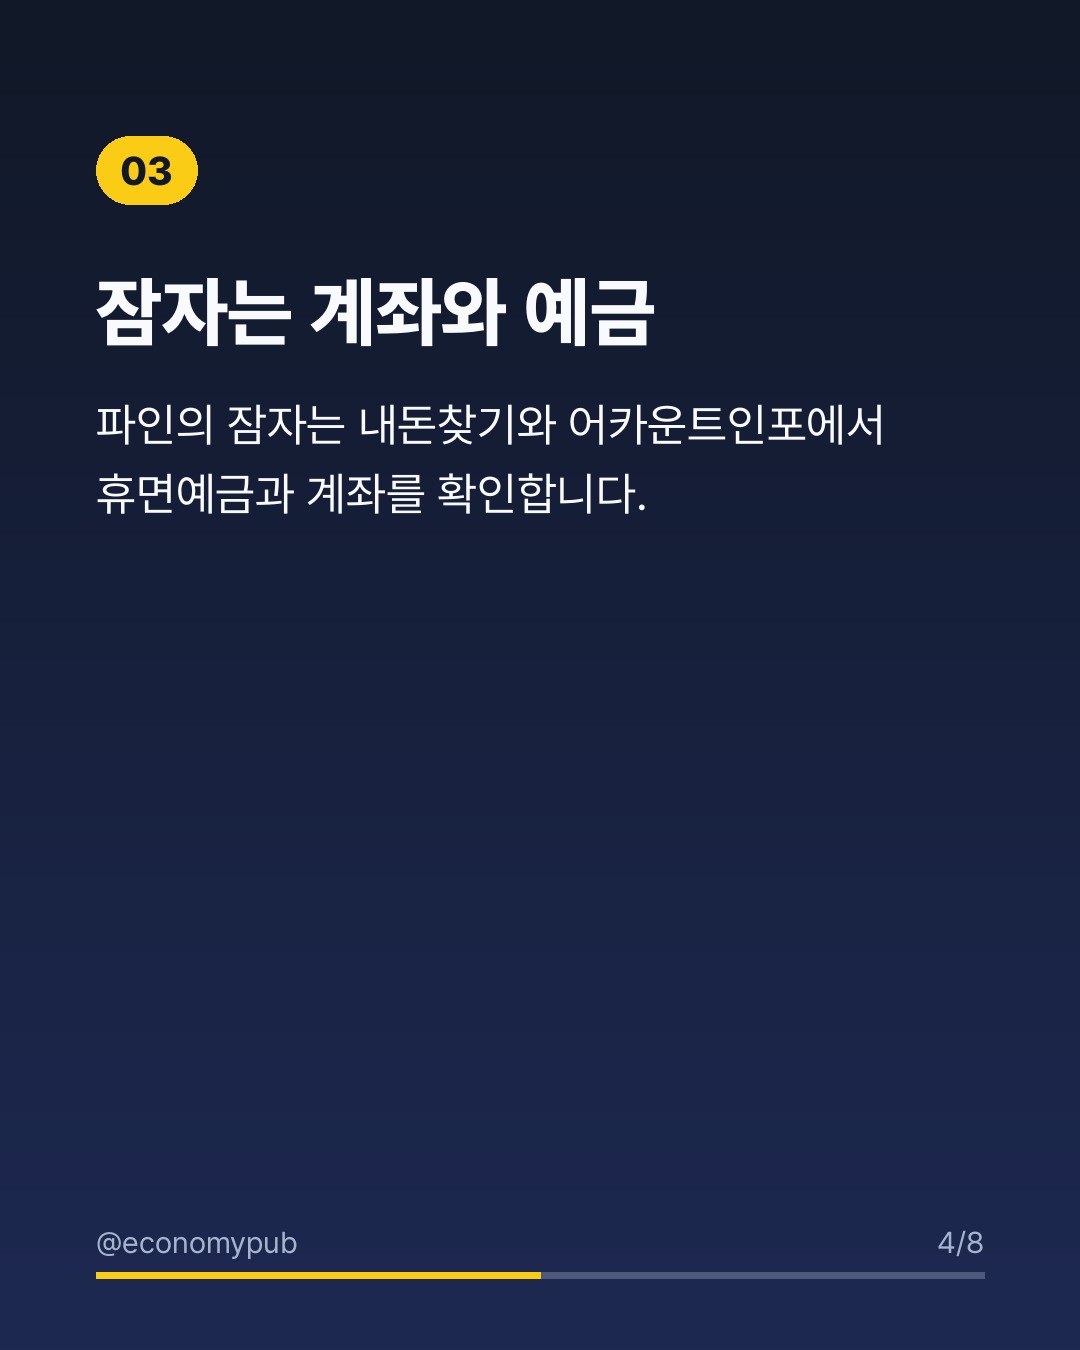 03
잠자는 계좌와 예금
파인의 잠자는 내돈찾기와 어카운트인포에서
휴면예금과 계좌를 확인합니다.
@economypub
4/8